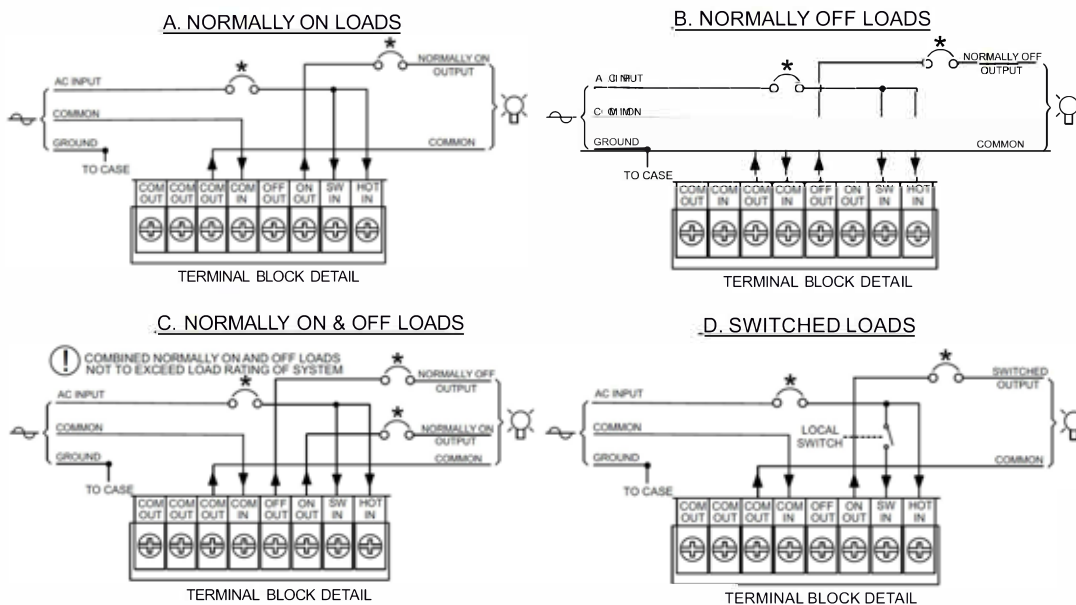 A. NORMALLY ON LOADS
*
NORMALLY ON
OUTPUT
*
AC INPUT
COMMON
GROUND
COMMON
TO CASE
COM OUT COM OUT COM OUT COM IN OFF OUT ON OUT SW IN HOT IN
TERMINAL BLOCK DETAIL
B. NORMALLY OFF LOADS
*
NORMALLY OFF
OUTPUT
*
GROUND
COMMON
TO CASE
COM OUT COM IN COM OUT COM IN OFF OUT ON OUT SW IN HOT IN
TERMINAL BLOCK DETAIL
C. NORMALLY ON & OFF LOADS
! COMBINED NORMALLY ON AND OFF LOADS
NOT TO EXCEED LOAD RATING OF SYSTEM
*
NORMALLY OFF
OUTPUT
*
AC INPUT
*
NORMALLY ON
OUTPUT
COMMON
GROUND
COMMON
TO CASE
COM OUT COM OUT COM OUT COM IN OFF OUT ON OUT SW IN HOT IN
TERMINAL BLOCK DETAIL
D. SWITCHED LOADS
*
SWITCHED
OUTPUT
*
AC INPUT
COMMON
LOCAL
SWITCH
GROUND
COMMON
TO CASE
COM OUT COM OUT COM OUT COM IN OFF OUT ON OUT SW IN HOT IN
TERMINAL BLOCK DETAIL